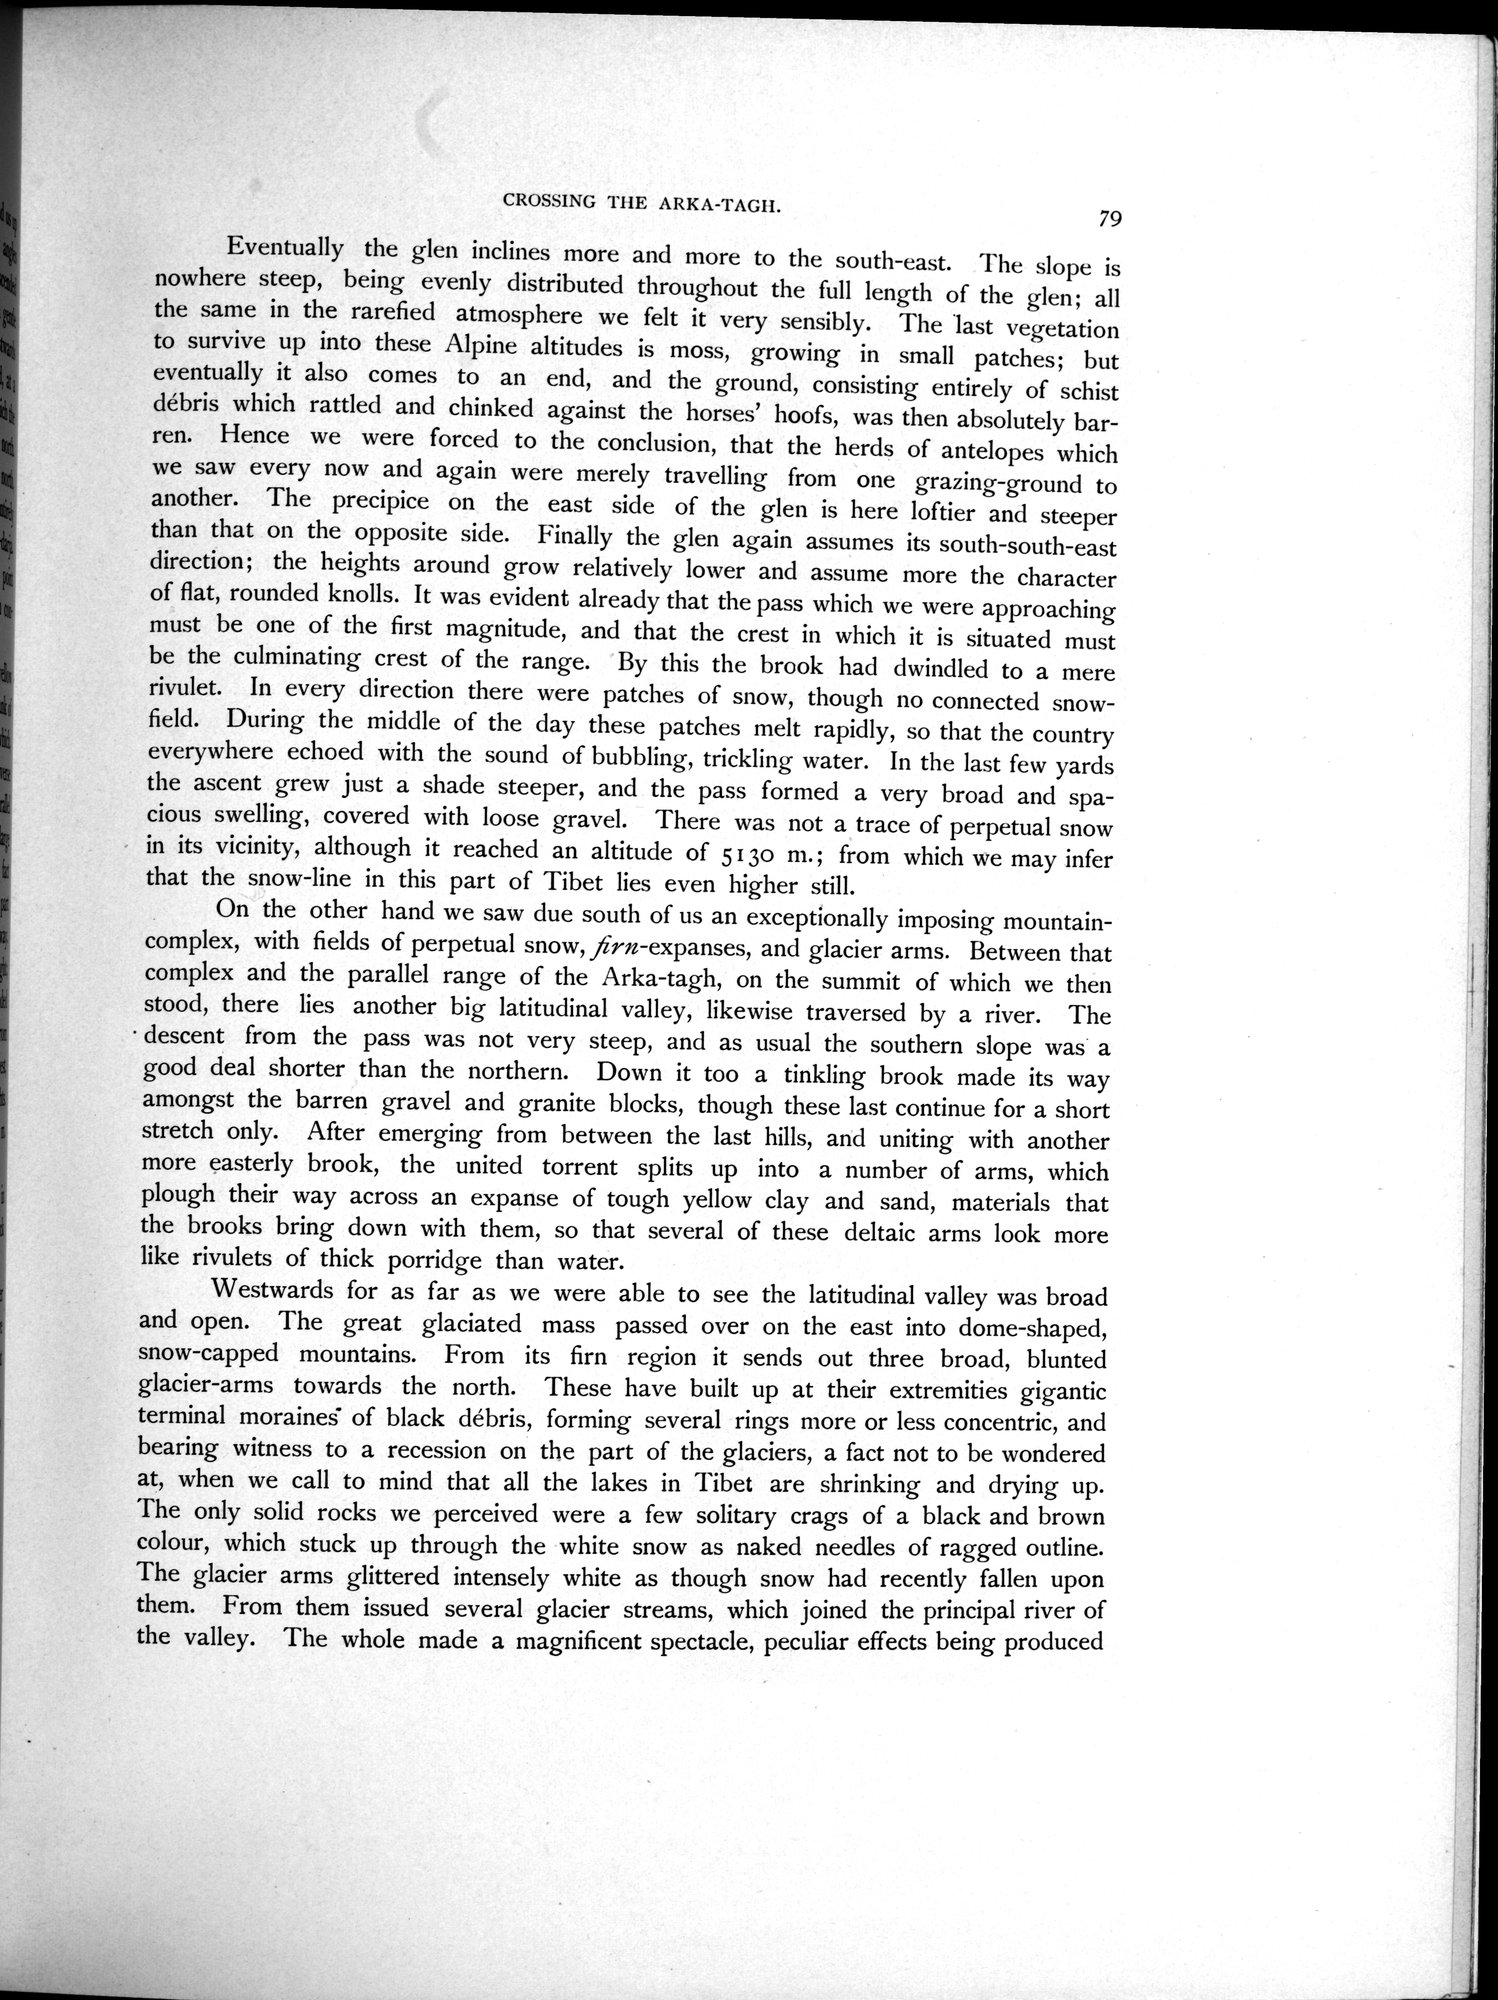 CROSSING THE ARKA-TAGH.
79
Eventually the glen inclines more and more to the south-east. The slope is
nowhere steep, being evenly distributed throughout the full length of the glen; all
the same in the rarefied atmosphere we felt it very sensibly. The last vegetation
to survive up into these Alpine altitudes is moss, growing in small patches; but
eventually it also comes to an end, and the ground, consisting entirely of schist
débris which rattled and chinked against the horses' hoofs, was then absolutely bar-
ren. Hence we were forced to the conclusion, that the herds of antelopes which
we saw every now and again were merely travelling from one grazing-ground to
another. The precipice on the east side of the glen is here loftier and steeper
than that on the opposite side. Finally the glen again assumes its south-south-east
direction; the heights around grow relatively lower and assume more the character
of flat, rounded knolls. It was evident already that the pass which we were approaching
must be one of the first magnitude, and that the crest in which it is situated must
be the culminating crest of the range. By this the brook had dwindled to a mere
rivulet. In every direction there were patches of snow, though no connected snow-
field. During the middle of the day these patches melt rapidly, so that the country
everywhere echoed with the sound of bubbling, trickling water. In the last few yards
the ascent grew just a shade steeper, and the pass formed a very broad and spa-
cious swelling, covered with loose gravel. There was not a trace of perpetual snow
in its vicinity, although it reached an altitude of 5130 m.; from which we may infer
that the snow-line in this part of Tibet lies even higher still.
On the other hand we saw due south of us an exceptionally imposing mountain-
complex, with fields of perpetual snow, firn-expanses, and glacier arms. Between that
complex and the parallel range of the Arka-tagh, on the summit of which we then
stood, there lies another big latitudinal valley, likewise traversed by a river. The
descent from the pass was not very steep, and as usual the southern slope was a
good deal shorter than the northern. Down it too a tinkling brook made its way
amongst the barren gravel and granite blocks, though these last continue for a short
stretch only. After emerging from between the last hills, and uniting with another
more easterly brook, the united torrent splits up into a number of arms, which
plough their way across an expanse of tough yellow clay and sand, materials that
the brooks bring down with them, so that several of these deltaic arms look more
like rivulets of thick porridge than water.
Westwards for as far as we were able to see the latitudinal valley was broad
and open. The great glaciated mass passed over on the east into dome-shaped,
snow-capped mountains. From its firn region it sends out three broad, blunted
glacier-arms towards the north. These have built up at their extremities gigantic
terminal moraines of black débris, forming several rings more or less concentric, and
bearing witness to a recession on the part of the glaciers, a fact not to be wondered
at, when we call to mind that all the lakes in Tibet are shrinking and drying up.
The only solid rocks we perceived were a few solitary crags of a black and brown
colour, which stuck up through the white snow as naked needles of ragged outline.
The glacier arms glittered intensely white as though snow had recently fallen upon
them. From them issued several glacier streams, which joined the principal river of
the valley. The whole made a magnificent spectacle, peculiar effects being produced